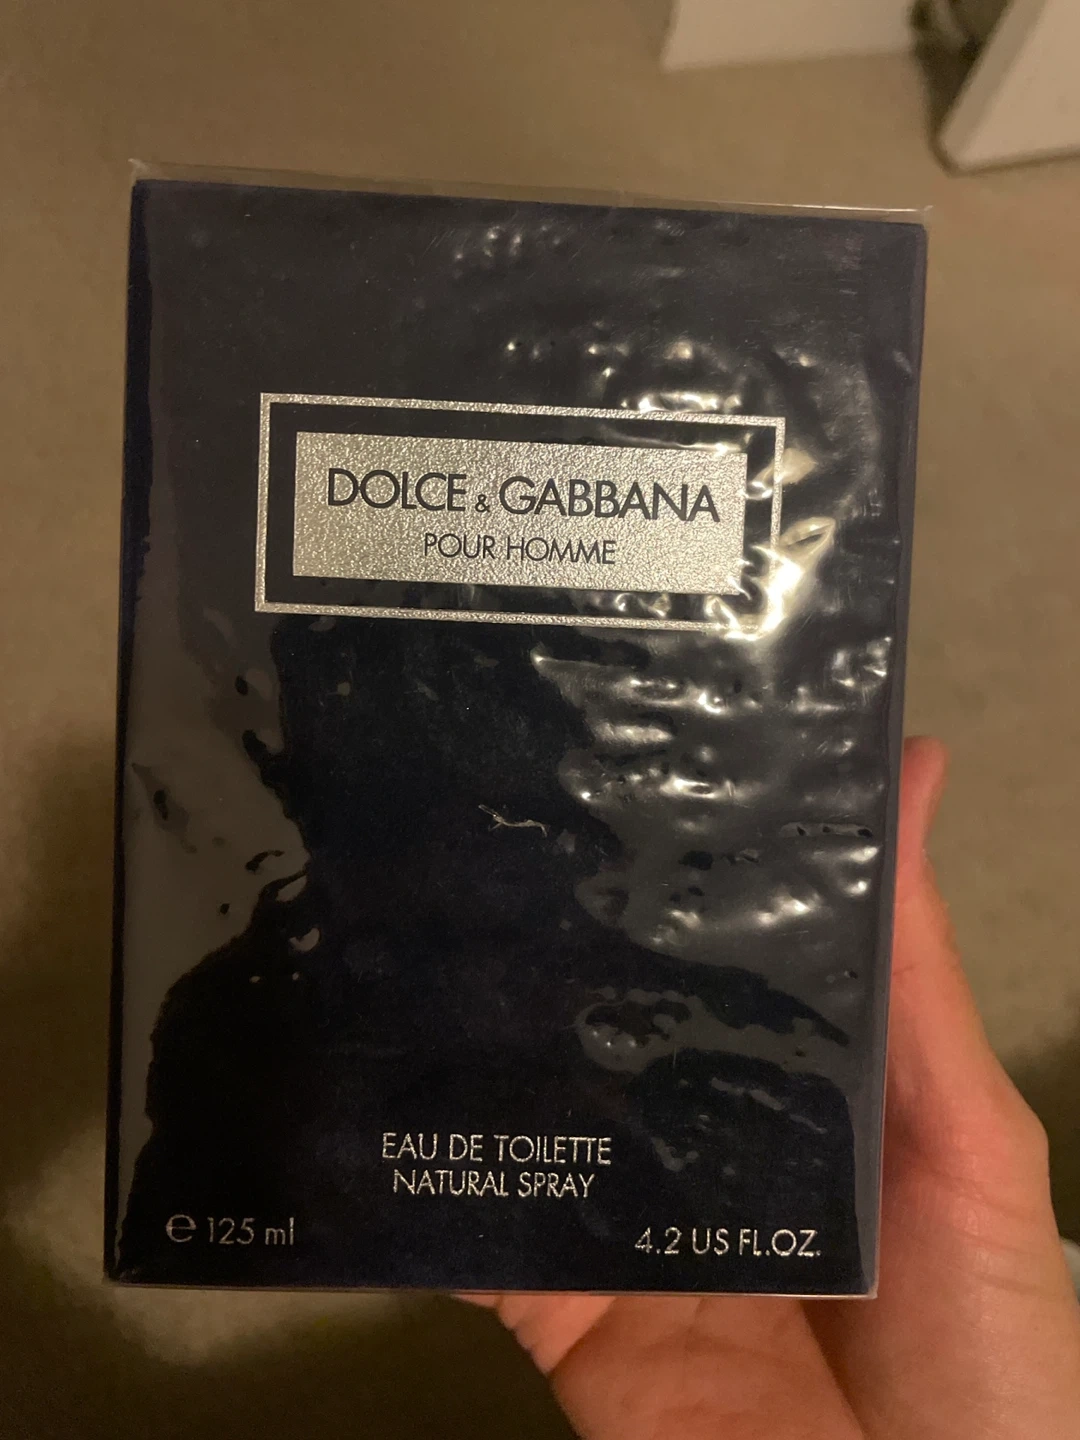 DOLCE & GABBANA
POUR HOMME
EAU DE TOILETTE
NATURAL SPRAY
℮ 125 ml
4.2 US FL.OZ.